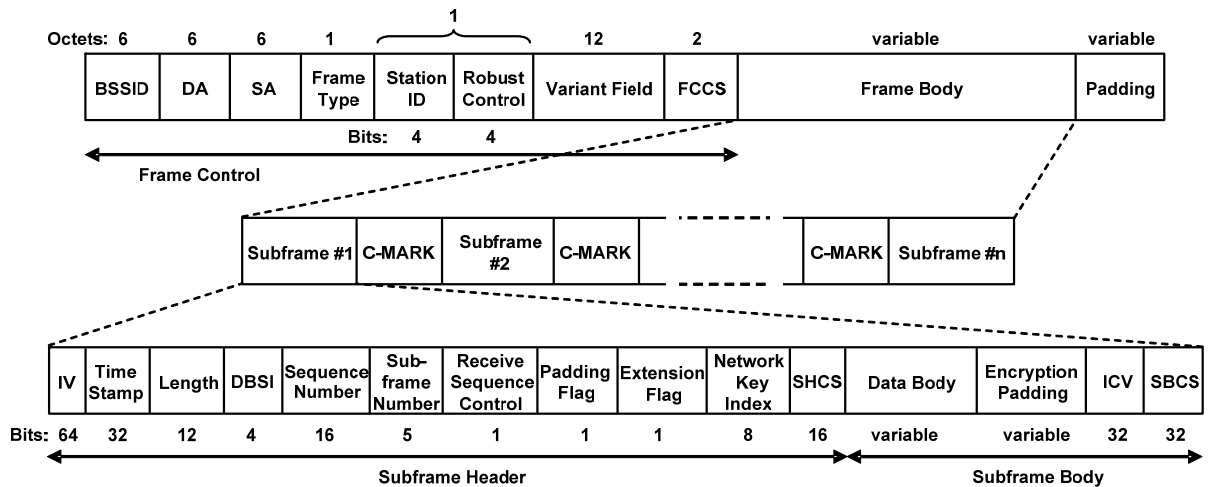 1
Octets: 6 6 6 1 12 2 variable variable
BSSID DA SA Frame Type Station ID Robust Control Variant Field FCCS Frame Body Padding
Bits: 4 4
Frame Control
Subframe #1 C-MARK Subframe #2 C-MARK C-MARK Subframe #n
IV Time Stamp Length DBSI Sequence Number Sub-frame Number Receive Sequence Control Padding Flag Extension Flag Network Key Index SHCS Data Body Encryption Padding ICV SBCS
Bits: 64 32 12 4 16 5 1 1 1 8 16 variable variable 32 32
Subframe Header Subframe Body